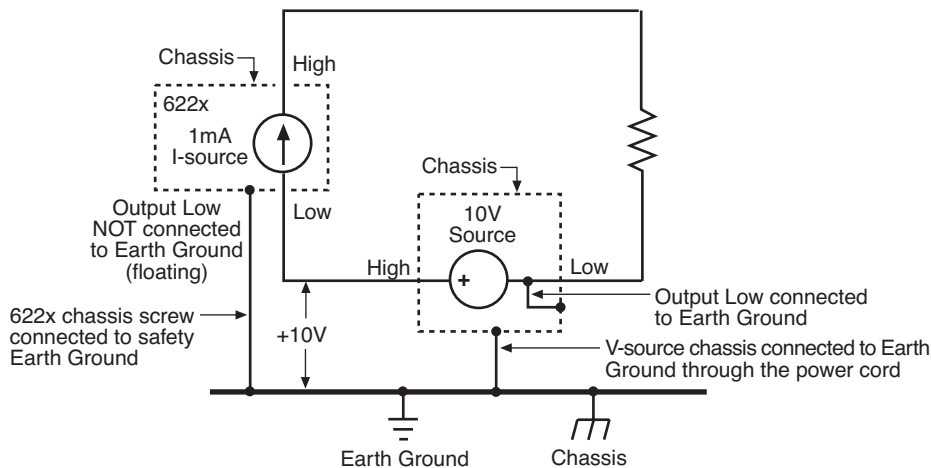 Chassis
High
622x
1mA
I-source
Chassis
Output Low
NOT connected
to Earth Ground
(floating)
Low
10V
Source
High
+
Low
622x chassis screw
connected to safety
Earth Ground
+10V
Output Low connected
to Earth Ground
V-source chassis connected to Earth
Ground through the power cord
Earth Ground
Chassis